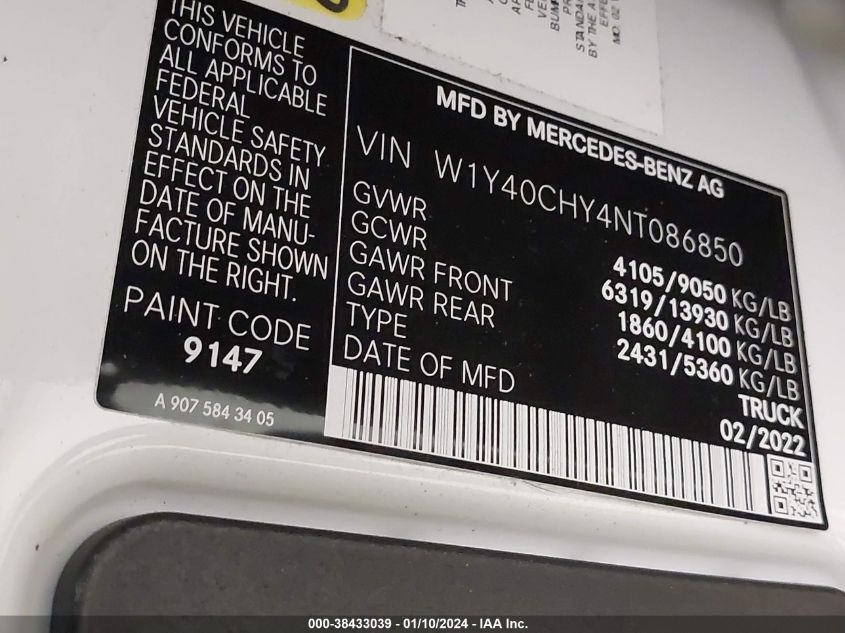 THIS VEHICLE
CONFORMS TO
ALL APPLICABLE
FEDERAL
VEHICLE SAFETY
STANDARDS IN
EFFECT ON THE
DATE OF MANU-
FACTURE SHOWN
ON THE RIGHT.
PAINT CODE
9147
A 907 584 34 05
MFD BY MERCEDES-BENZ AG
VIN W1Y40CHY4NT086850
GVWR 4105/9050 KG/LB
GCWR 6319/13930 KG/LB
GAWR FRONT 1860/4100 KG/LB
GAWR REAR 2431/5360 KG/LB
TYPE TRUCK
DATE OF MFD 02/2022
000-38433039 - 01/10/2024 - IAA Inc.